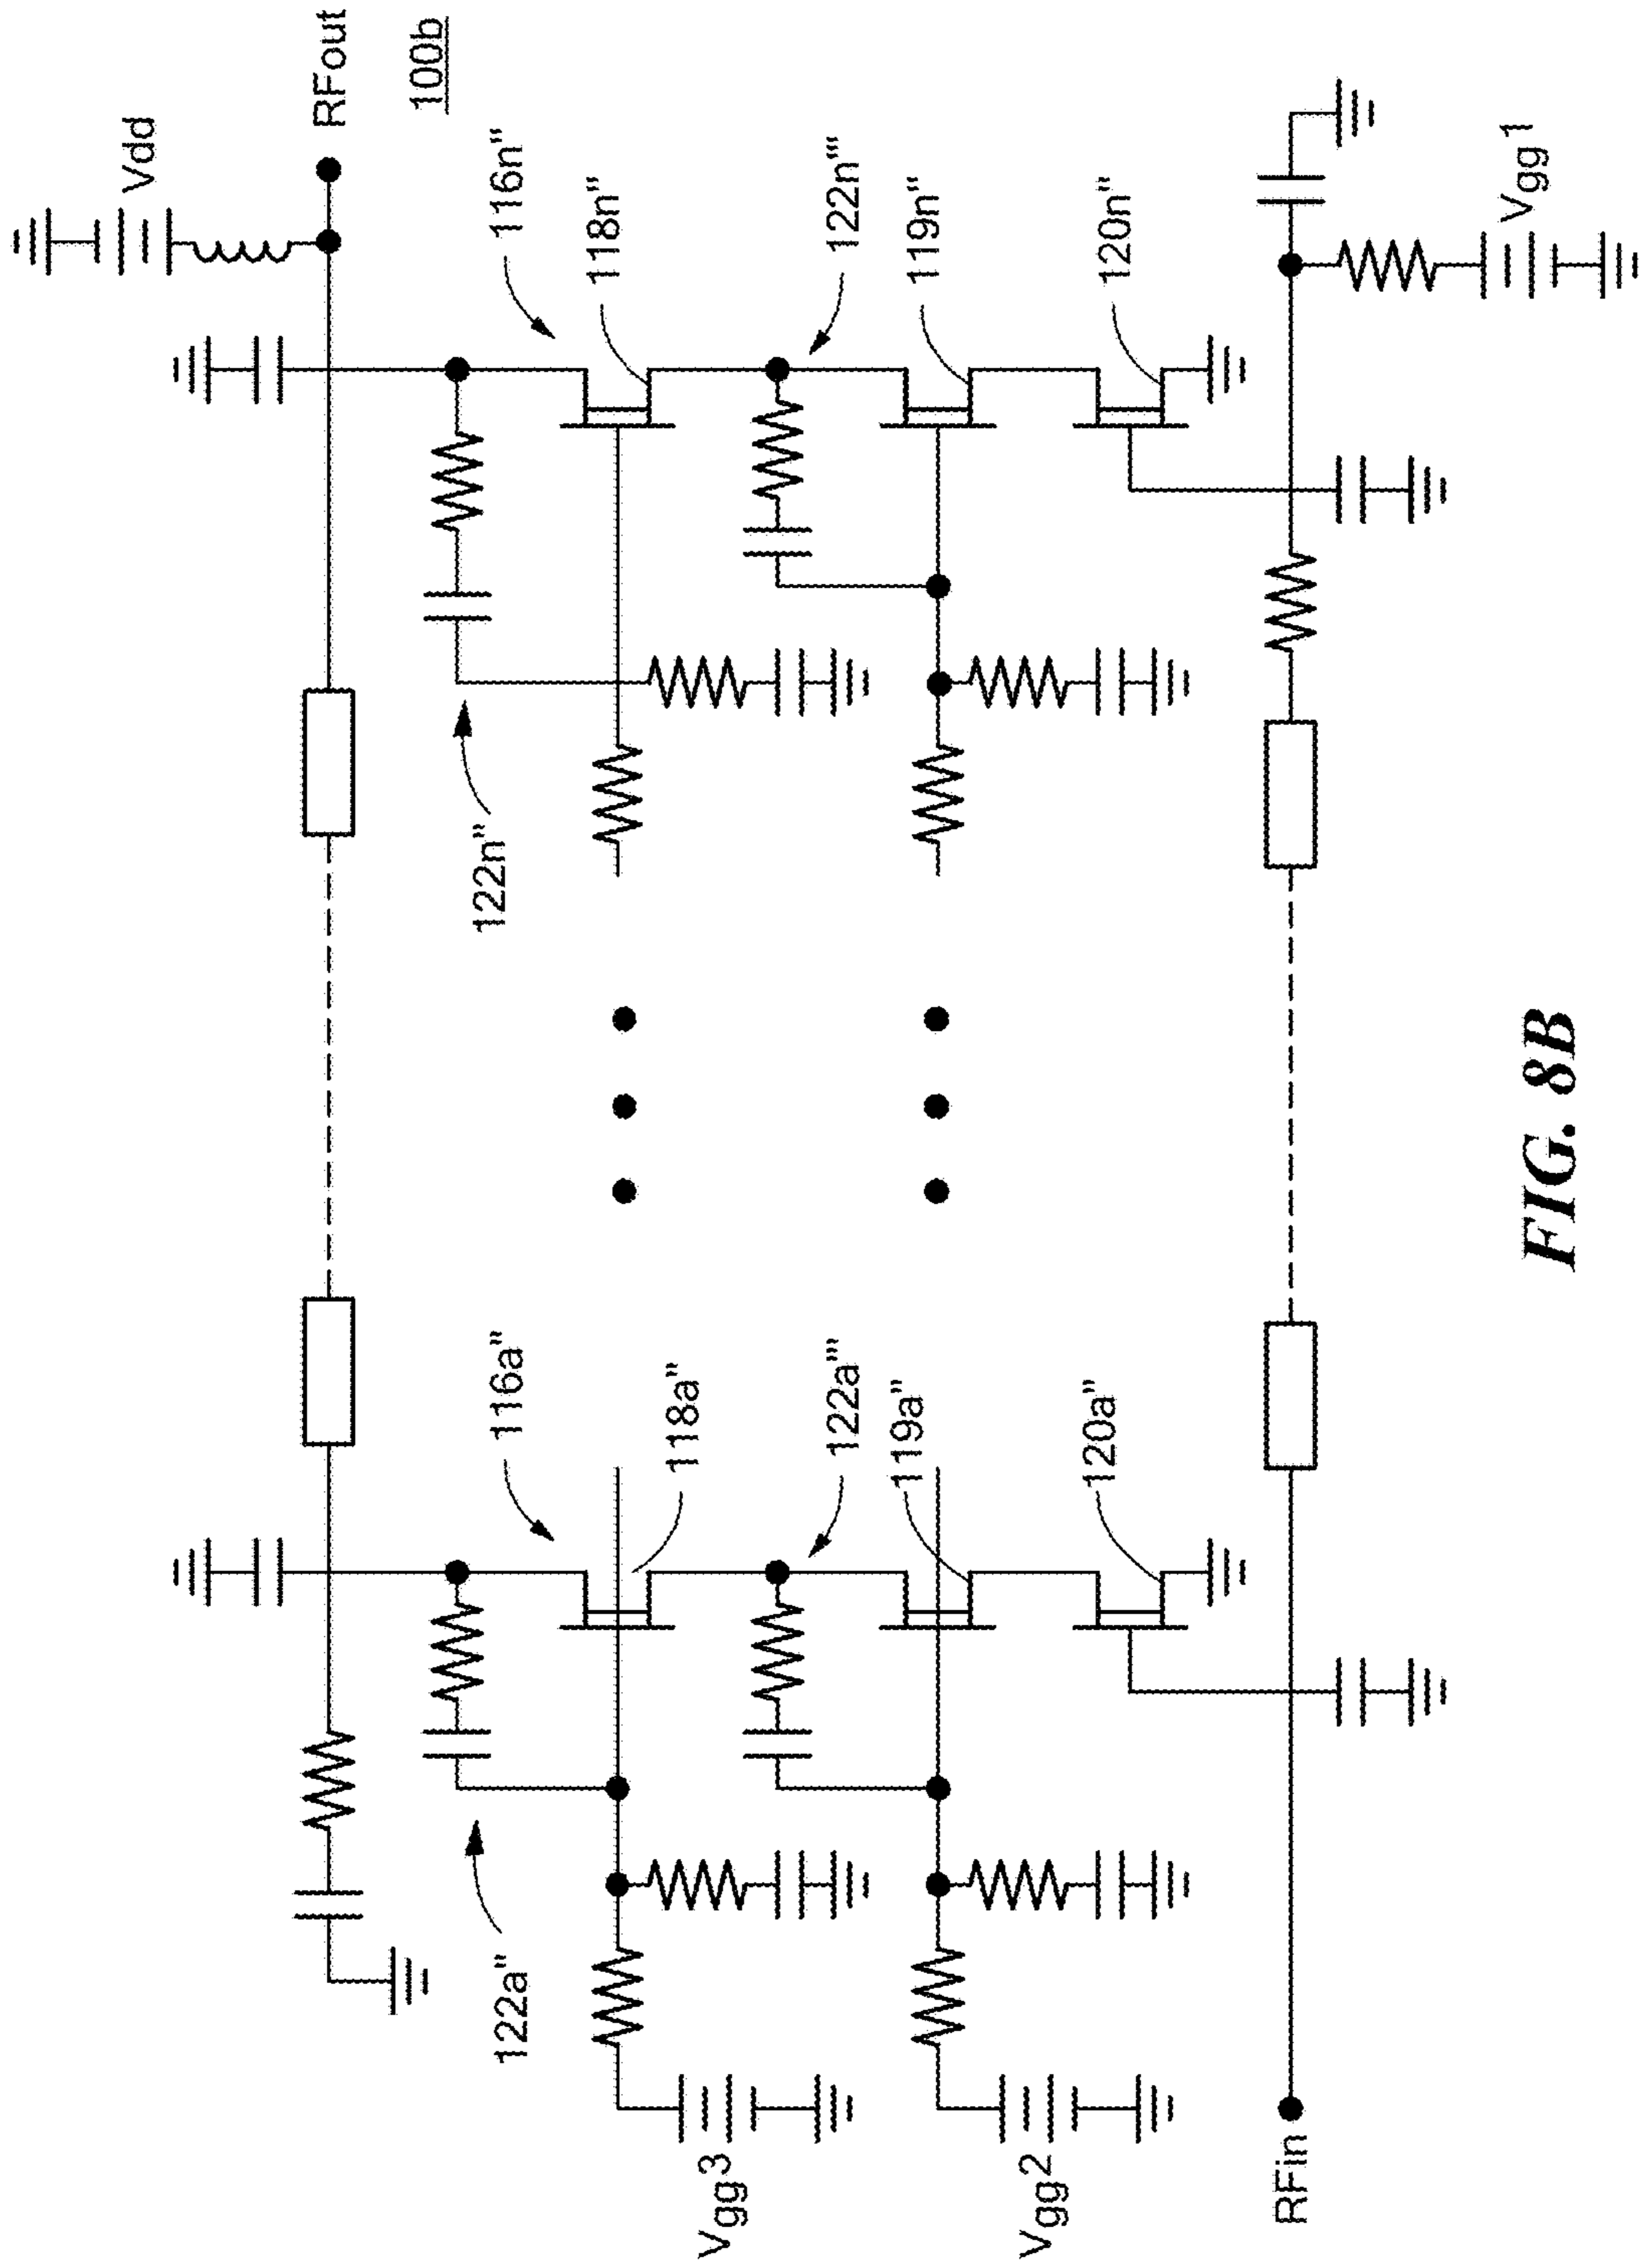 Vdd
RFout
100b
116a"
116n"
118n"
122n"
118a"
122a"
122a'''
122n'''
119a"
119n"
Vgg3
120a"
120n"
Vgg2
RFin
Vgg1
FIG. 8B